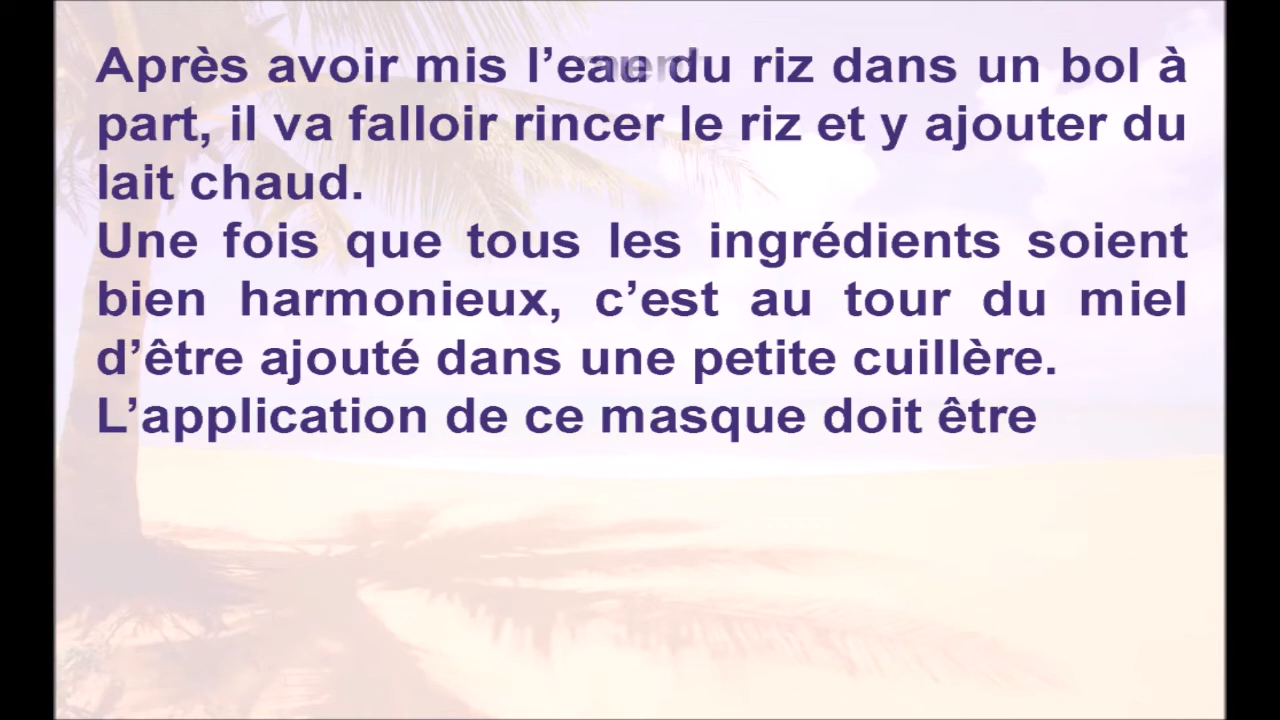 Après avoir mis l’eau du riz dans un bol à
part, il va falloir rincer le riz et y ajouter du
lait chaud.
Une fois que tous les ingrédients soient
bien harmonieux, c’est au tour du miel
d’être ajouté dans une petite cuillère.
L’application de ce masque doit être